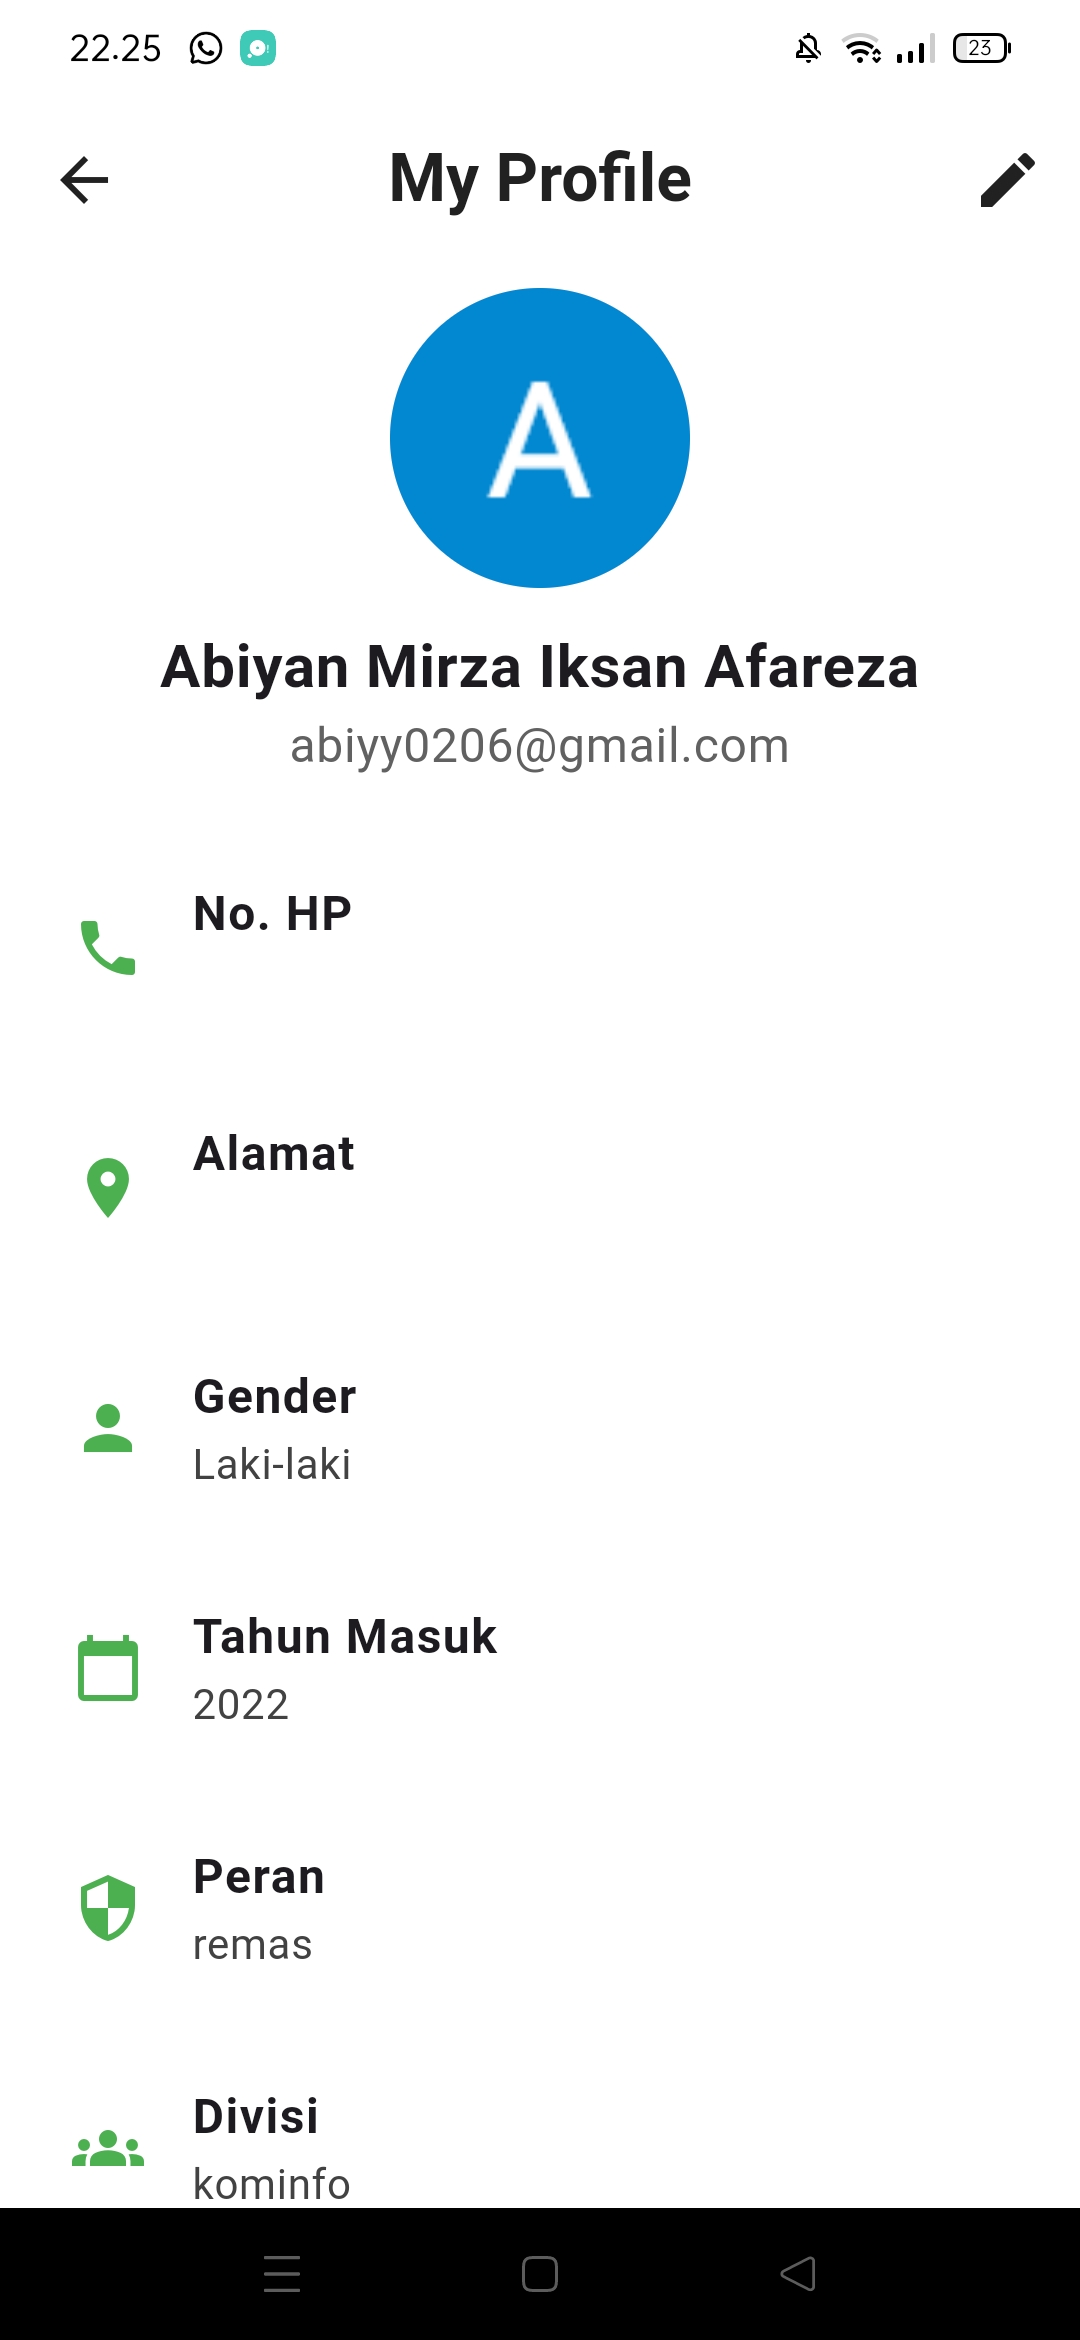 22.25
23
My Profile
A
Abiyan Mirza Iksan Afareza
abiyy0206@gmail.com
No. HP
Alamat
Gender
Laki-laki
Tahun Masuk
2022
Peran
remas
Divisi
kominfo